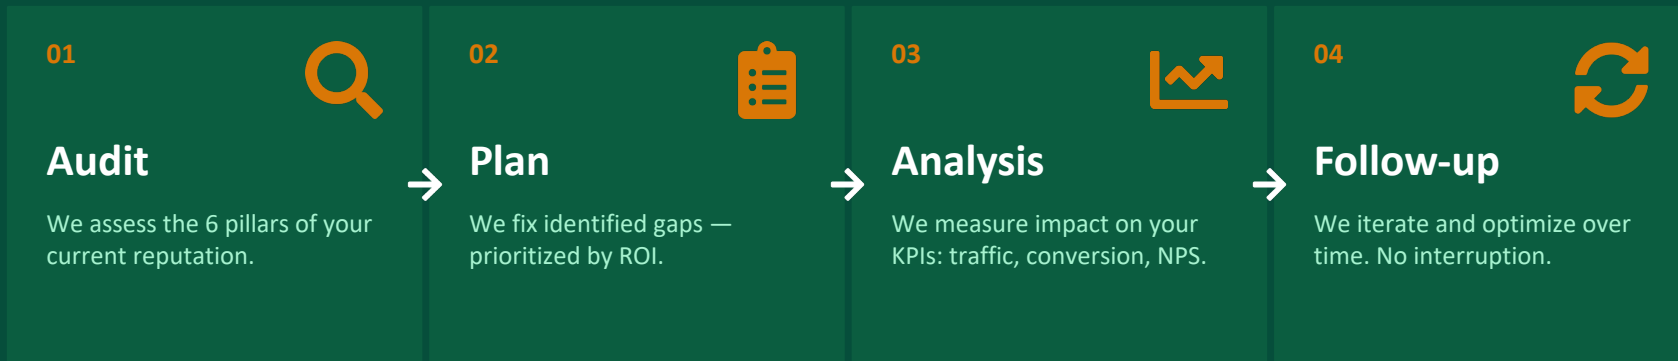 01
Audit
We assess the 6 pillars of your
current reputation.
02
Plan
We fix identified gaps —
prioritized by ROI.
03
Analysis
We measure impact on your
KPIs: traffic, conversion, NPS.
04
Follow-up
We iterate and optimize over
time. No interruption.